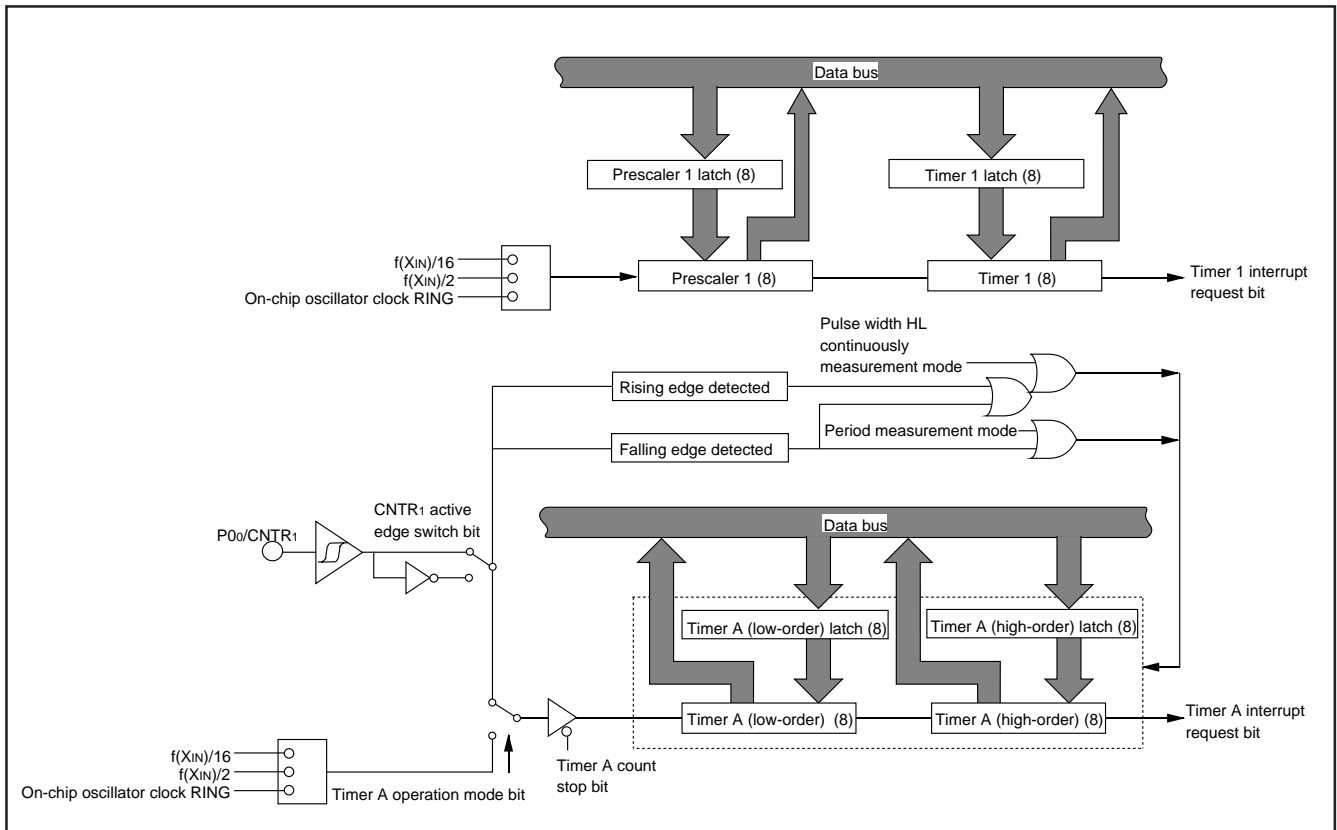 Data bus
Prescaler 1 latch (8)
Timer 1 latch (8)
f(XIN)/16
f(XIN)/2
On-chip oscillator clock RING
Prescaler 1 (8)
Timer 1 (8)
Timer 1 interrupt
request bit
Pulse width HL
continuously
measurement mode
Rising edge detected
Period measurement mode
Falling edge detected
CNTR1 active
edge switch bit
P00/CNTR1
Data bus
Timer A (low-order) latch (8)
Timer A (high-order) latch (8)
Timer A (low-order) (8)
Timer A (high-order) (8)
Timer A interrupt
request bit
f(XIN)/16
f(XIN)/2
On-chip oscillator clock RING
Timer A operation mode bit
Timer A count
stop bit